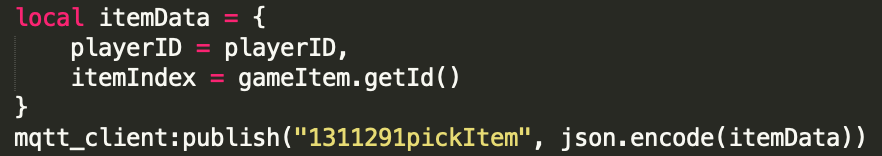 local itemData = {
    playerID = playerID,
    itemIndex = gameItem.getId()
}
mqtt_client:publish("1311291pickItem", json.encode(itemData))